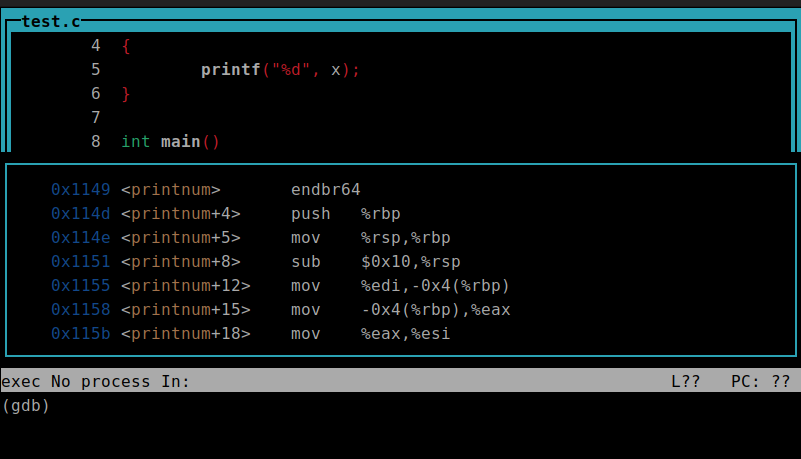 test.c
4 {
5 printf("%d", x);
6 }
7
8 int main()
0x1149 <printnum> endbr64
0x114d <printnum+4> push %rbp
0x114e <printnum+5> mov %rsp,%rbp
0x1151 <printnum+8> sub $0x10,%rsp
0x1155 <printnum+12> mov %edi,-0x4(%rbp)
0x1158 <printnum+15> mov -0x4(%rbp),%eax
0x115b <printnum+18> mov %eax,%esi
exec No process In: L?? PC: ??
(gdb)